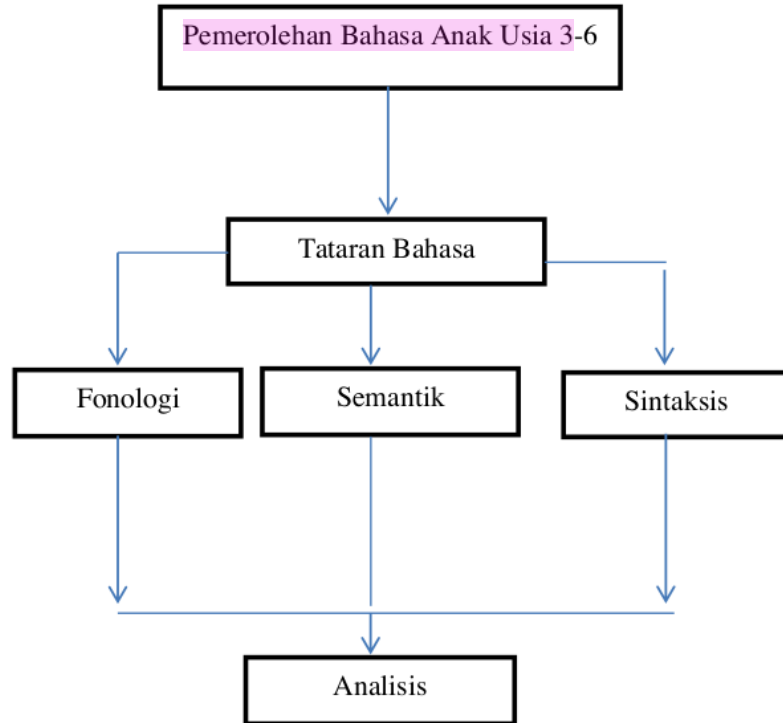 Pemerolehan Bahasa Anak Usia 3-6
Tataran Bahasa
Fonologi
Semantik
Sintaksis
Analisis